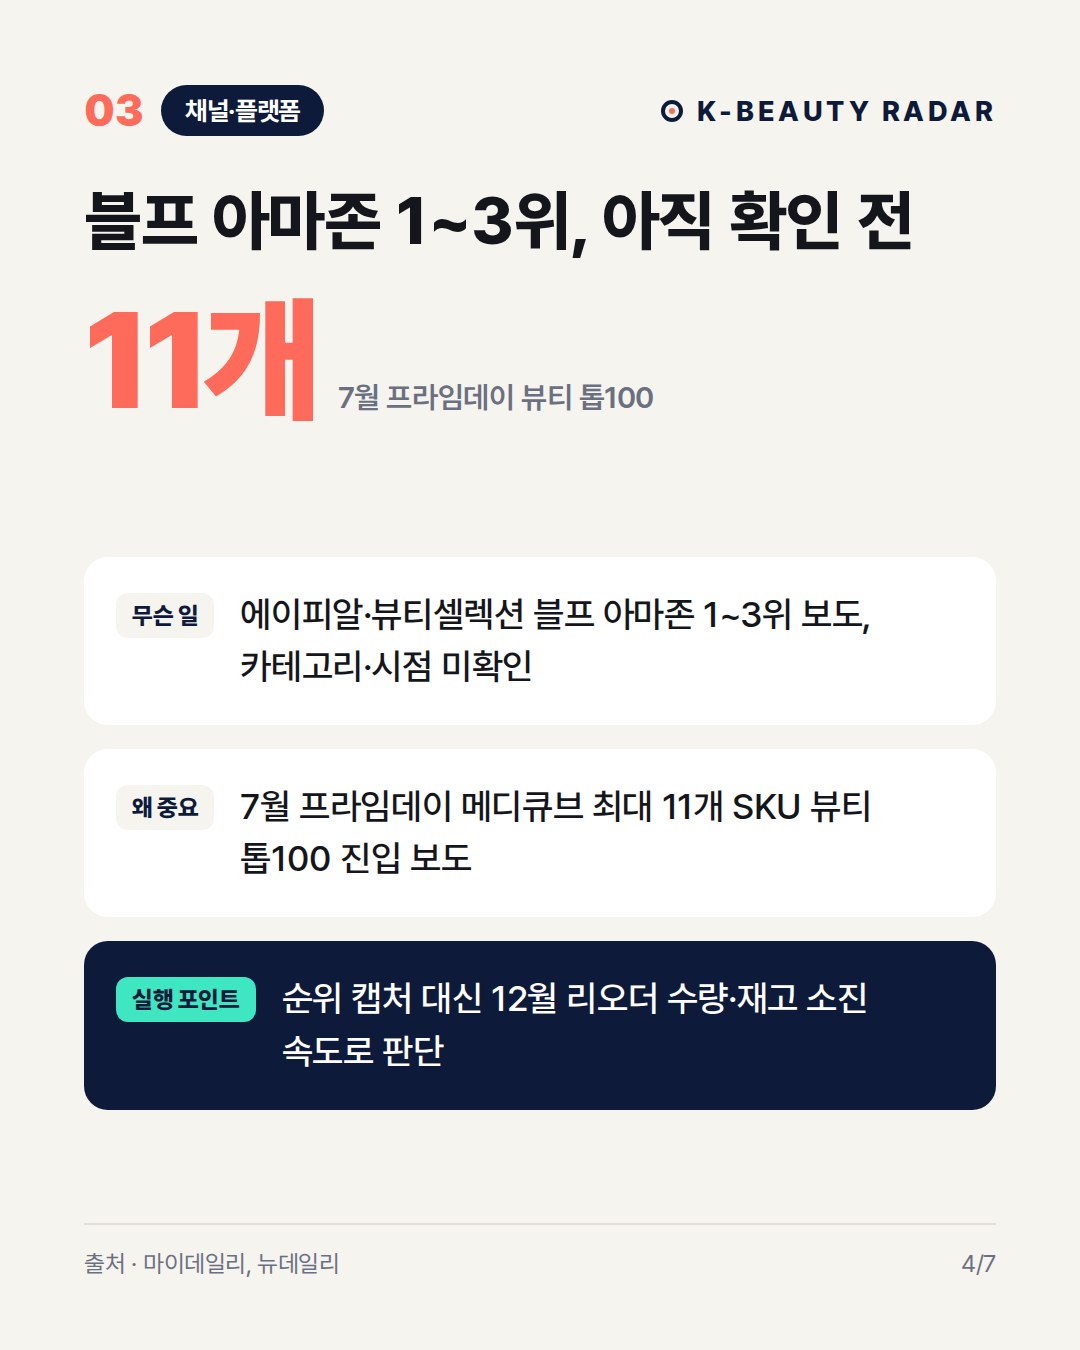 03 채널·플랫폼
K-BEAUTY RADAR
블프 아마존 1~3위, 아직 확인 전
11개 7월 프라임데이 뷰티 톱100
무슨 일 에이피알·뷰티셀렉션 블프 아마존 1~3위 보도,
카테고리·시점 미확인
왜 중요 7월 프라임데이 메디큐브 최대 11개 SKU 뷰티
톱100 진입 보도
실행 포인트 순위 캡처 대신 12월 리오더 수량·재고 소진
속도로 판단
출처 · 마이데일리, 뉴데일리
4/7